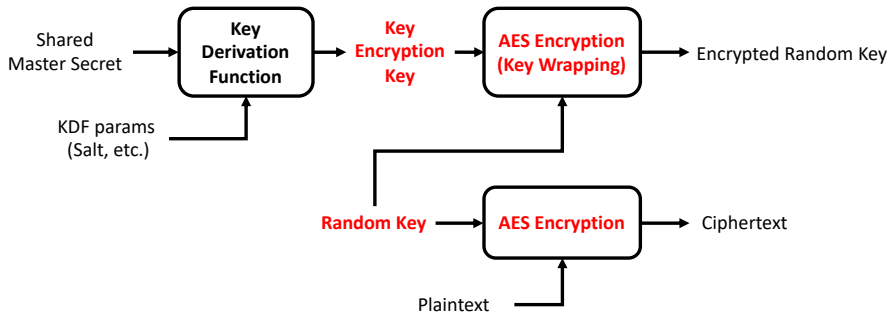 Shared
Master Secret
Key
Derivation
Function
Key
Encryption
Key
AES Encryption
(Key Wrapping)
Encrypted Random Key
KDF params
(Salt, etc.)
Random Key
AES Encryption
Ciphertext
Plaintext